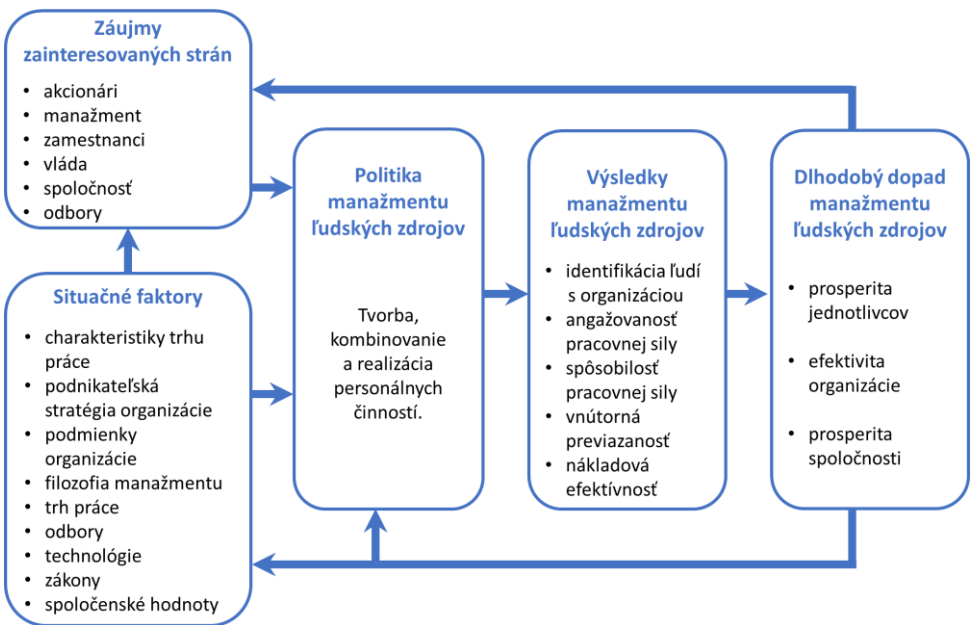 Záujmy
zainteresovaných strán
• akcionári
• manažment
• zamestnanci
• vláda
• spoločnosť
• odbory
Situačné faktory
• charakteristiky trhu
práce
• podnikateľská
stratégia organizácie
• podmienky
organizácie
• filozofia manažmentu
• trh práce
• odbory
• technológie
• zákony
• spoločenské hodnoty
Politika
manažmentu
ľudských zdrojov
Tvorba,
kombinovanie
a realizácia
personálnych
činností.
Výsledky
manažmentu
ľudských zdrojov
• identifikácia ľudí
s organizáciou
• angažovanosť
pracovnej sily
• spôsobilosť
pracovnej sily
• vnútorná
previazanosť
• nákladová
efektívnosť
Dlhodobý dopad
manažmentu
ľudských zdrojov
• prosperita
jednotlivcov
• efektivita
organizácie
• prosperita
spoločnosti